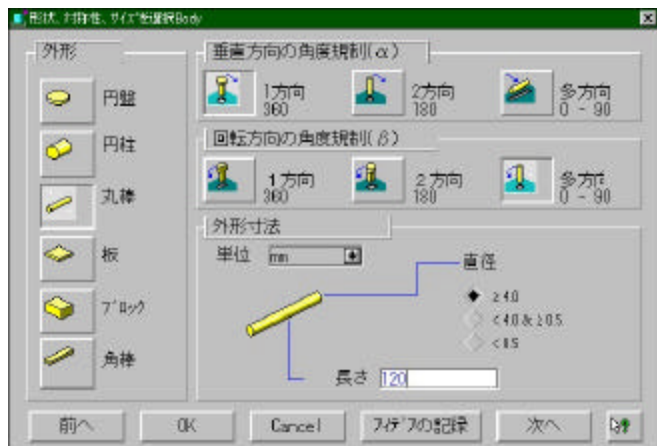 形状、対称性、サイズを選択Body
外形
円盤
円柱
丸棒
板
ブロック
角棒
垂直方向の角度規制(α)
1方向
360
2方向
180
多方向
0 - 90
回転方向の角度規制(β)
1方向
360
2方向
180
多方向
0 - 90
外形寸法
単位 mm
直径
≥4.0
<4.0&≥0.5
<0.5
長さ 120
前へ OK Cancel アイデアの記録 次へ